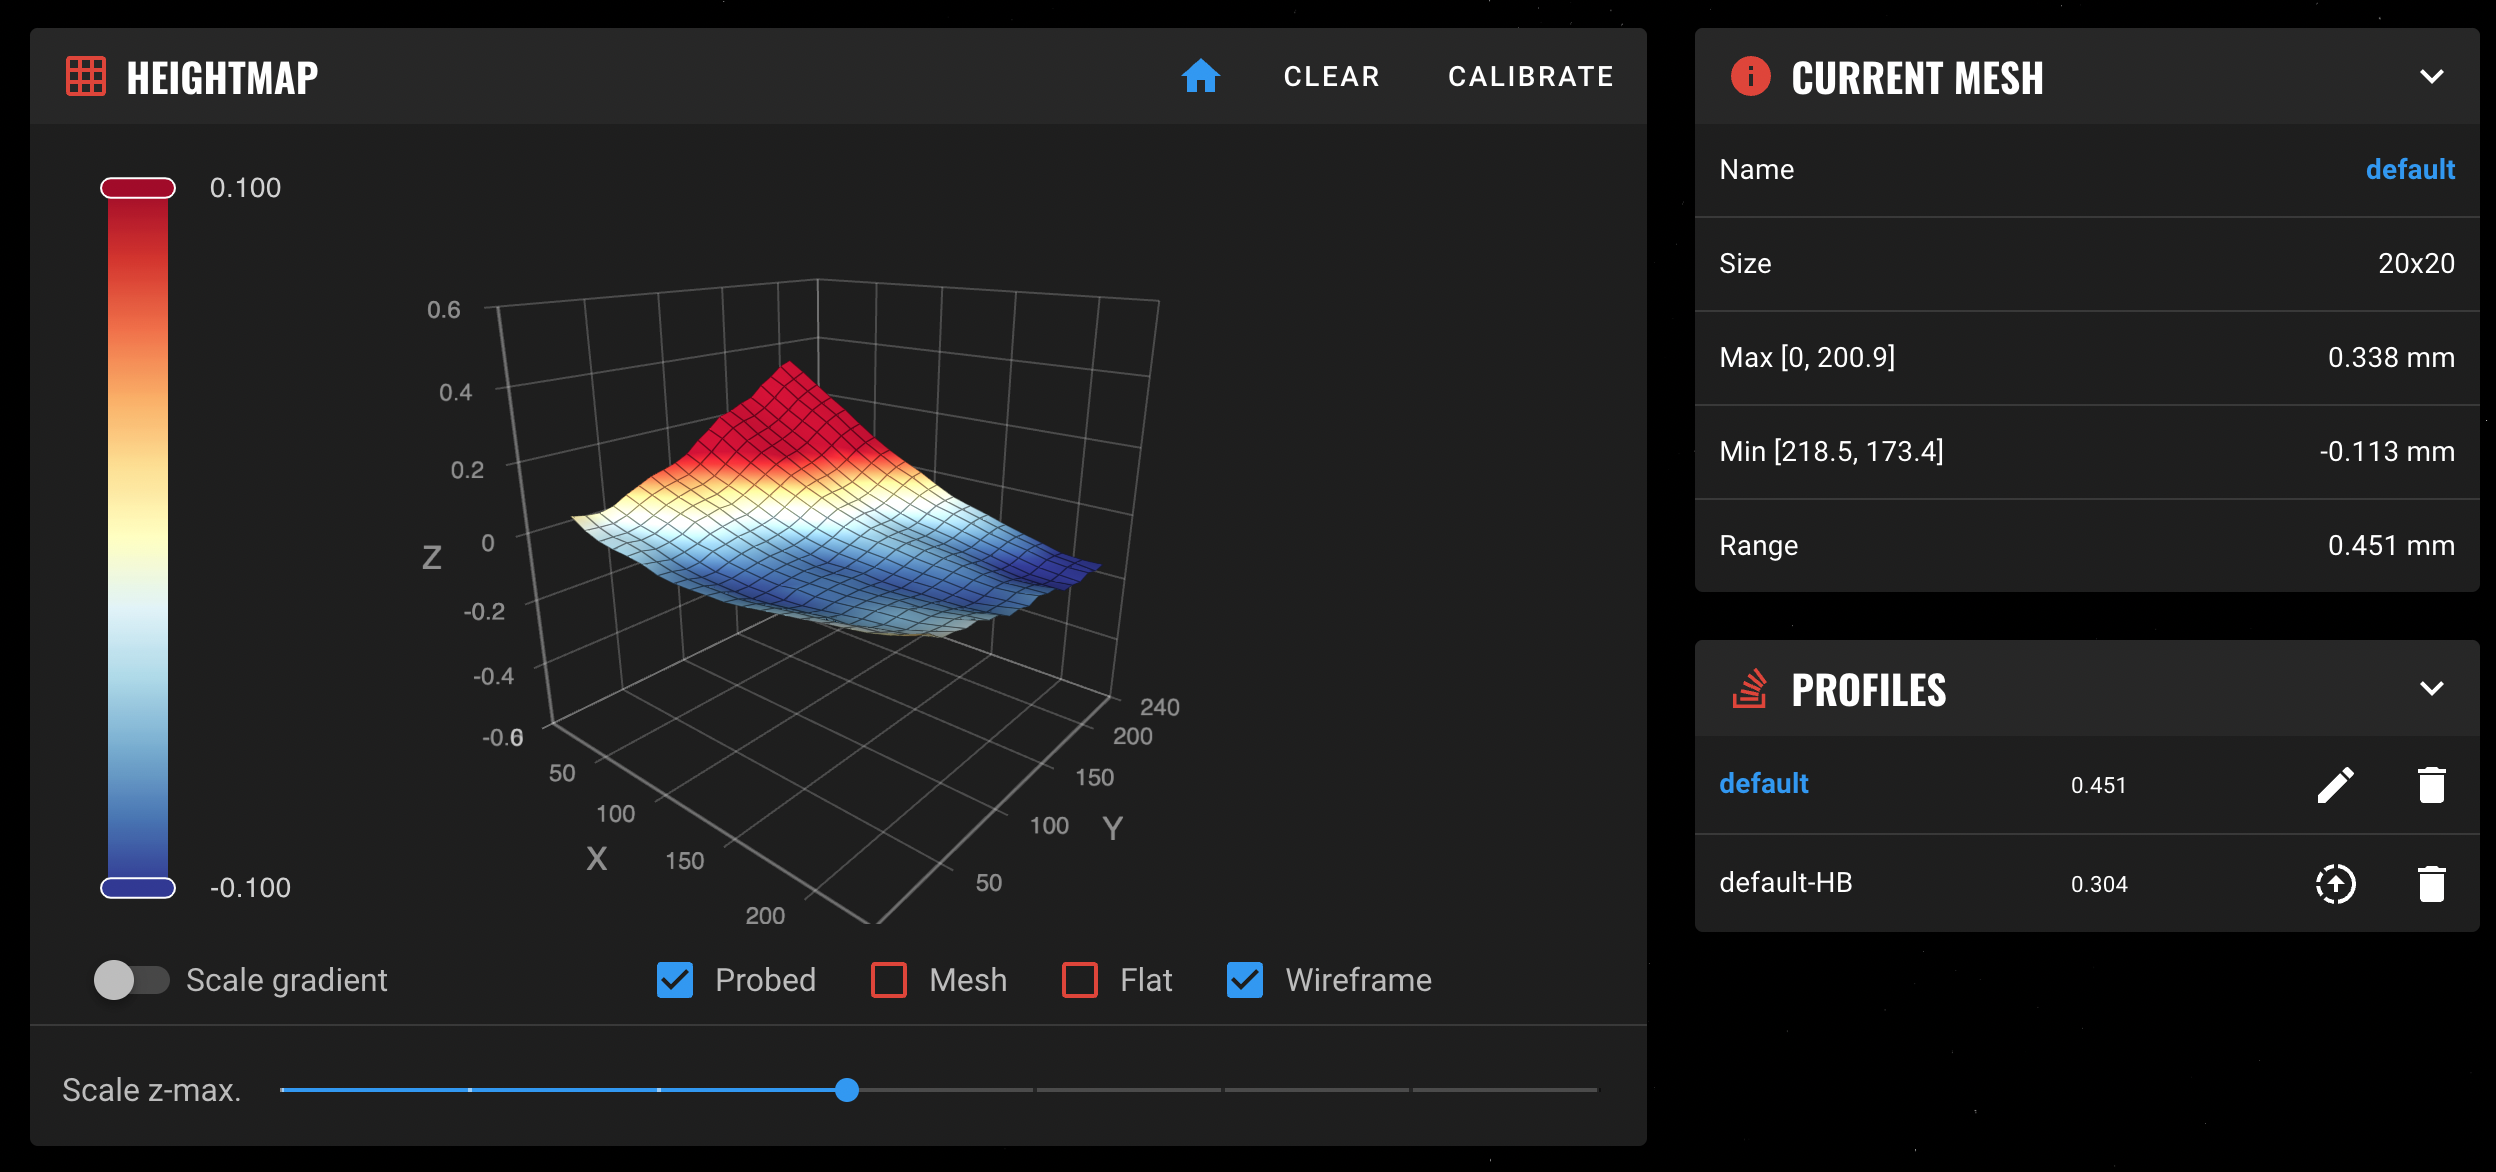 HEIGHTMAP
CLEAR
CALIBRATE
0.100
-0.100
0.6
0.4
0.2
0
-0.2
-0.4
-0.6
Z
50
100
150
200
X
50
100
150
200
240
Y
Scale gradient
Probed
Mesh
Flat
Wireframe
Scale z-max.
CURRENT MESH
Name default
Size 20x20
Max [0, 200.9] 0.338 mm
Min [218.5, 173.4] -0.113 mm
Range 0.451 mm
PROFILES
default 0.451
default-HB 0.304